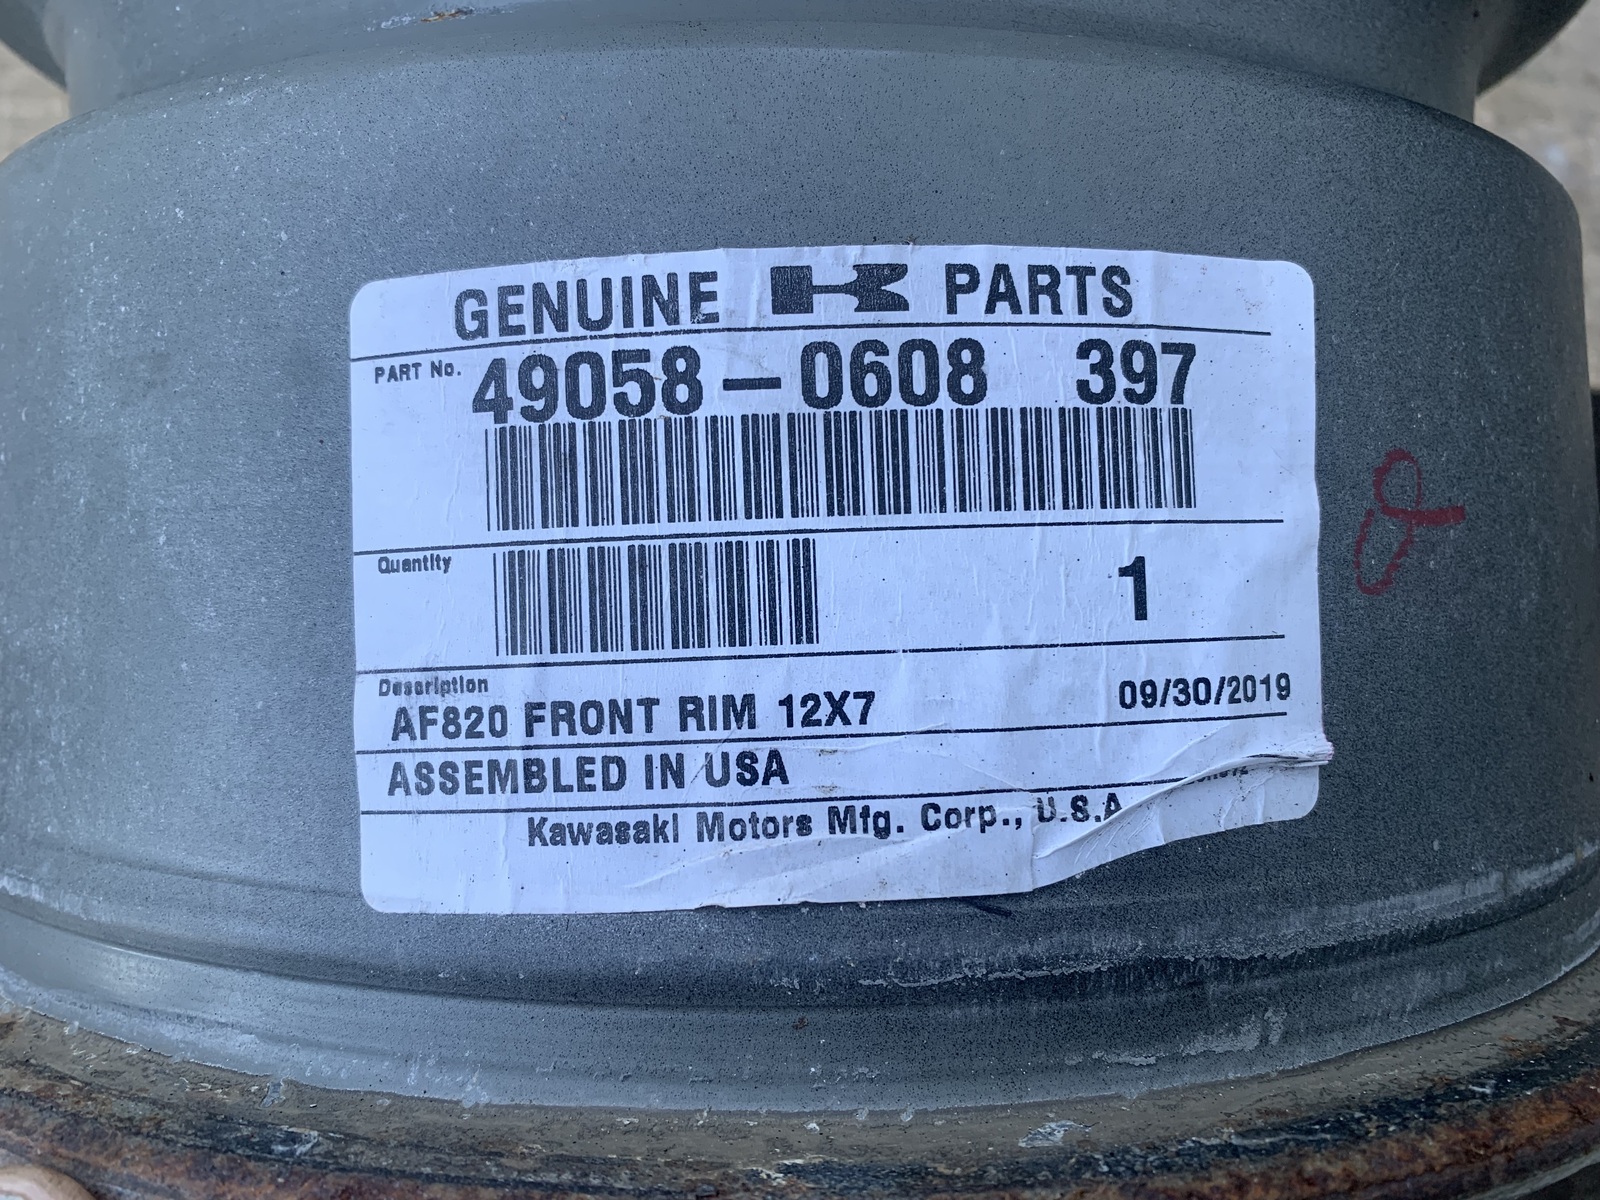 GENUINE K PARTS
PART No. 49058-0608 397
Quantity 1
Description
AF820 FRONT RIM 12X7 09/30/2019
ASSEMBLED IN USA
Kawasaki Motors Mfg. Corp., U.S.A